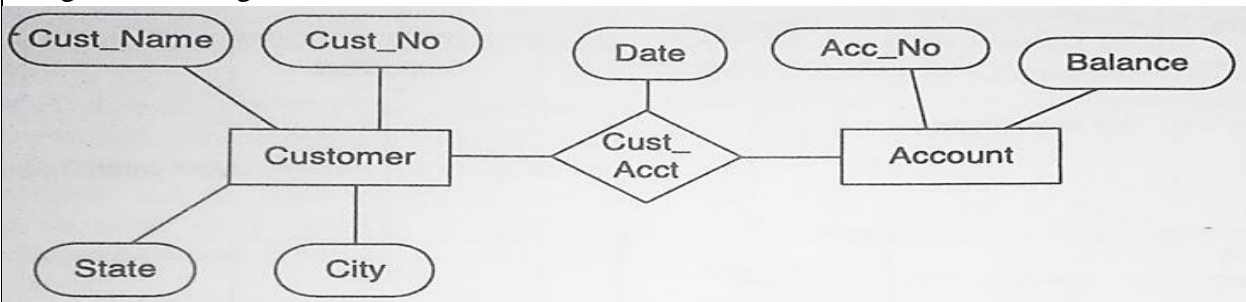 Cust_Name
Cust_No
Date
Acc_No
Balance
Customer
Cust_
Acct
Account
State
City